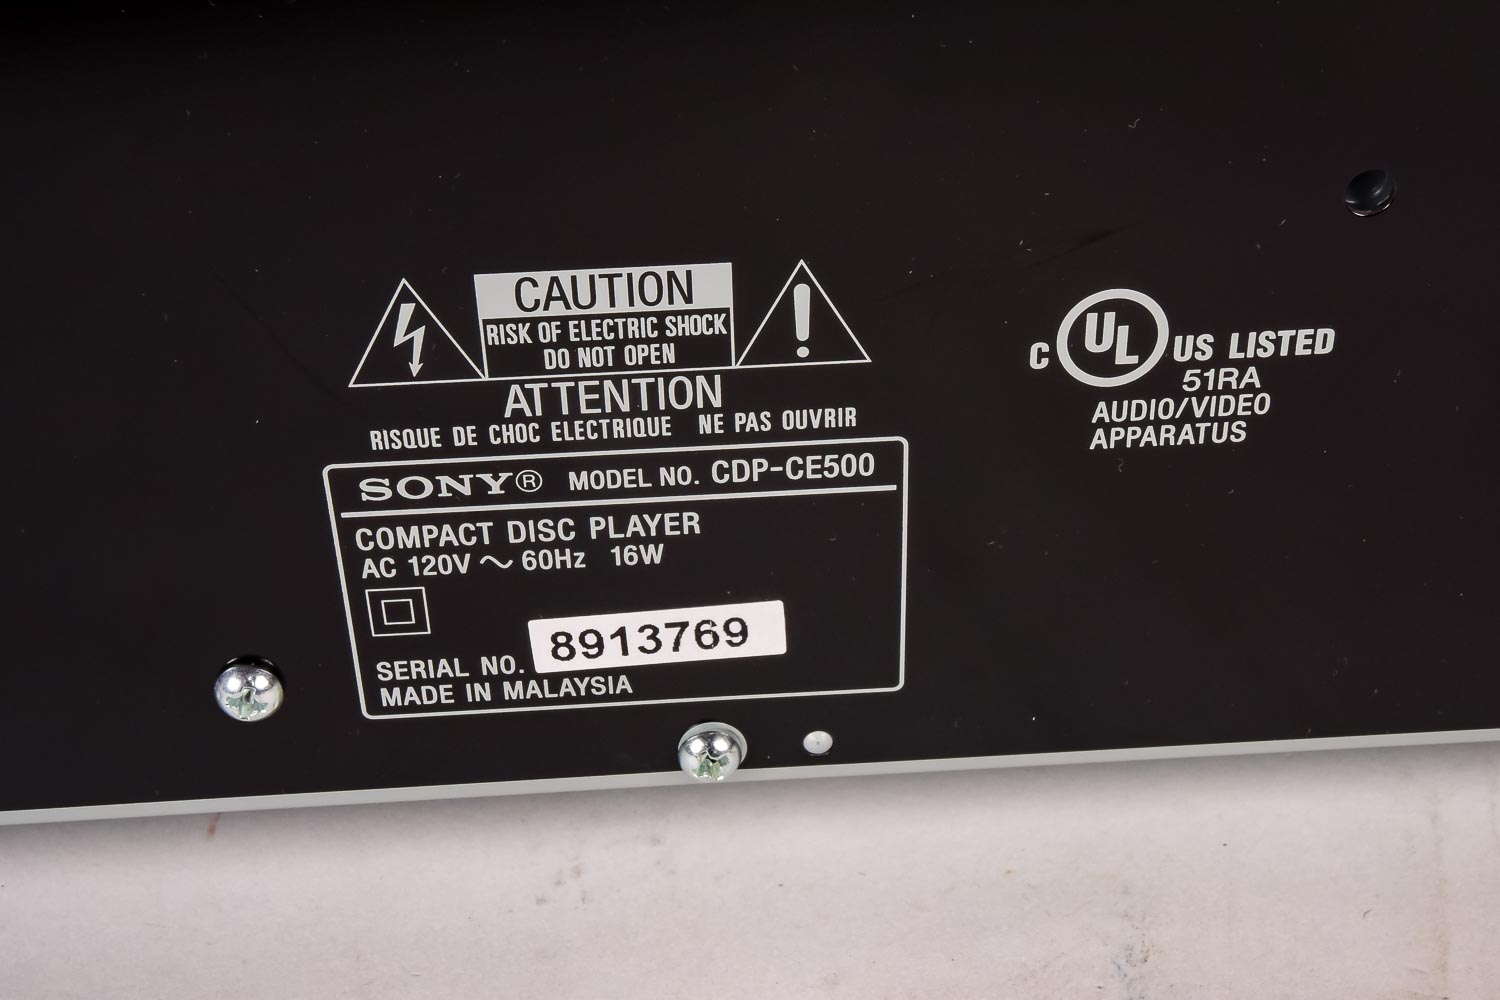 CAUTION
RISK OF ELECTRIC SHOCK
DO NOT OPEN
ATTENTION
RISQUE DE CHOC ELECTRIQUE NE PAS OUVRIR
SONY® MODEL NO. CDP-CE500
COMPACT DISC PLAYER
AC 120V ~ 60Hz 16W
SERIAL NO. 8913769
MADE IN MALAYSIA
C UL US LISTED
51RA
AUDIO/VIDEO
APPARATUS